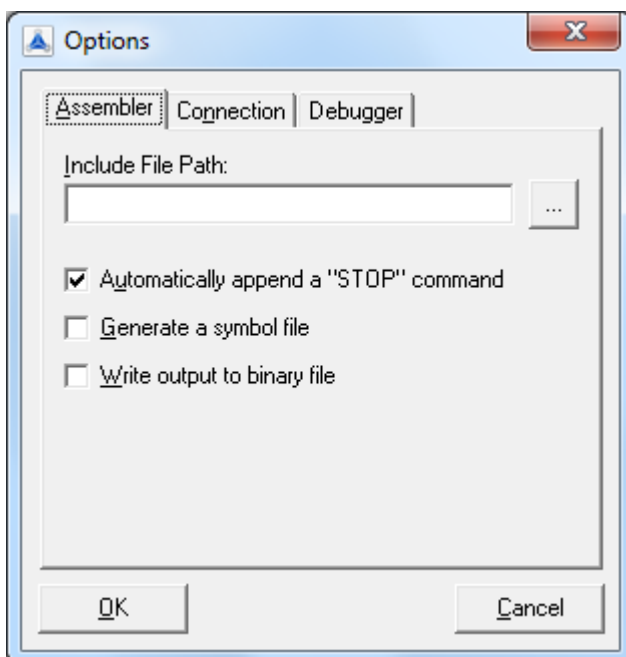 Options
Assembler Connection Debugger
Include File Path:
...
Automatically append a "STOP" command
Generate a symbol file
Write output to binary file
OK Cancel